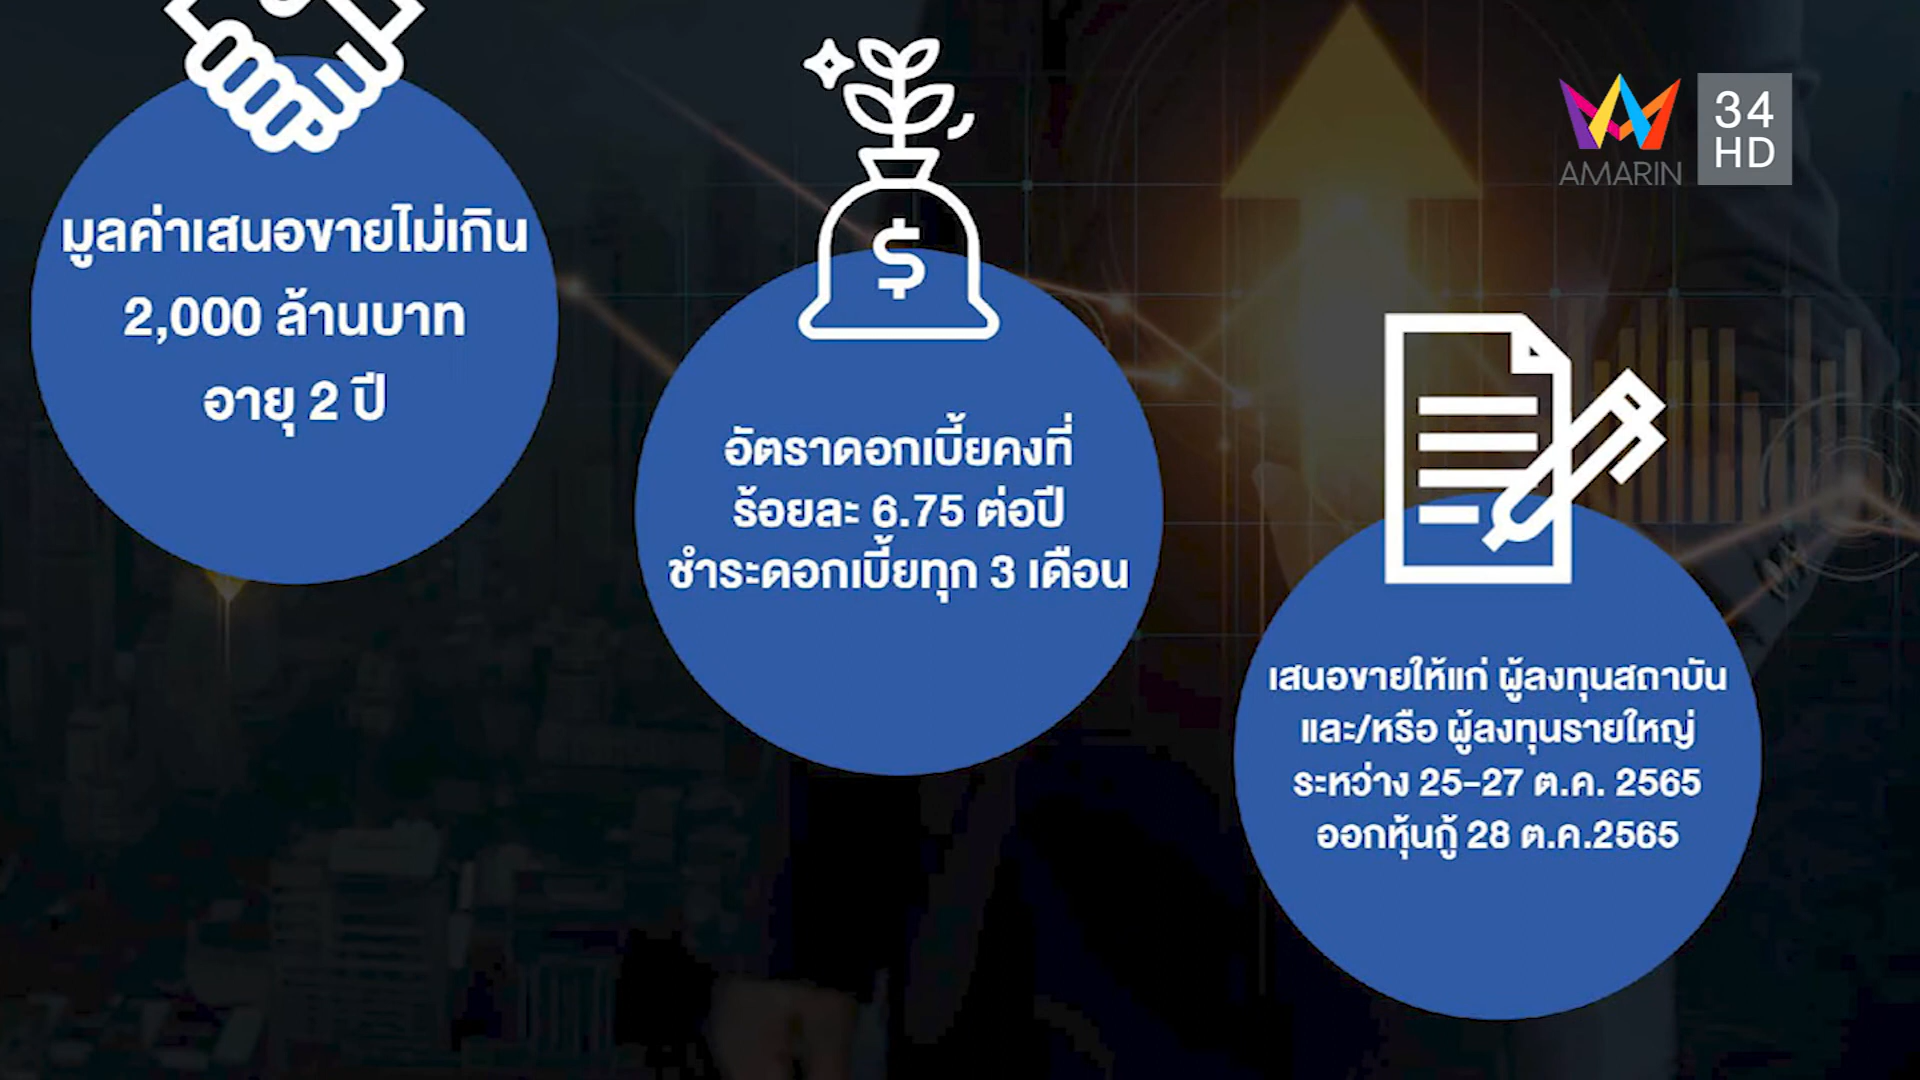 มูลค่าเสนอขายไม่เกิน
2,000 ล้านบาท
อายุ 2 ปี
$
อัตราดอกเบี้ยคงที่
ร้อยละ 6.75 ต่อปี
ชำระดอกเบี้ยทุก 3 เดือน
เสนอขายให้แก่ ผู้ลงทุนสถาบัน
และ/หรือ ผู้ลงทุนรายใหญ่
ระหว่าง 25-27 ต.ค. 2565
ออกหุ้นกู้ 28 ต.ค.2565
AMARIN
34
HD